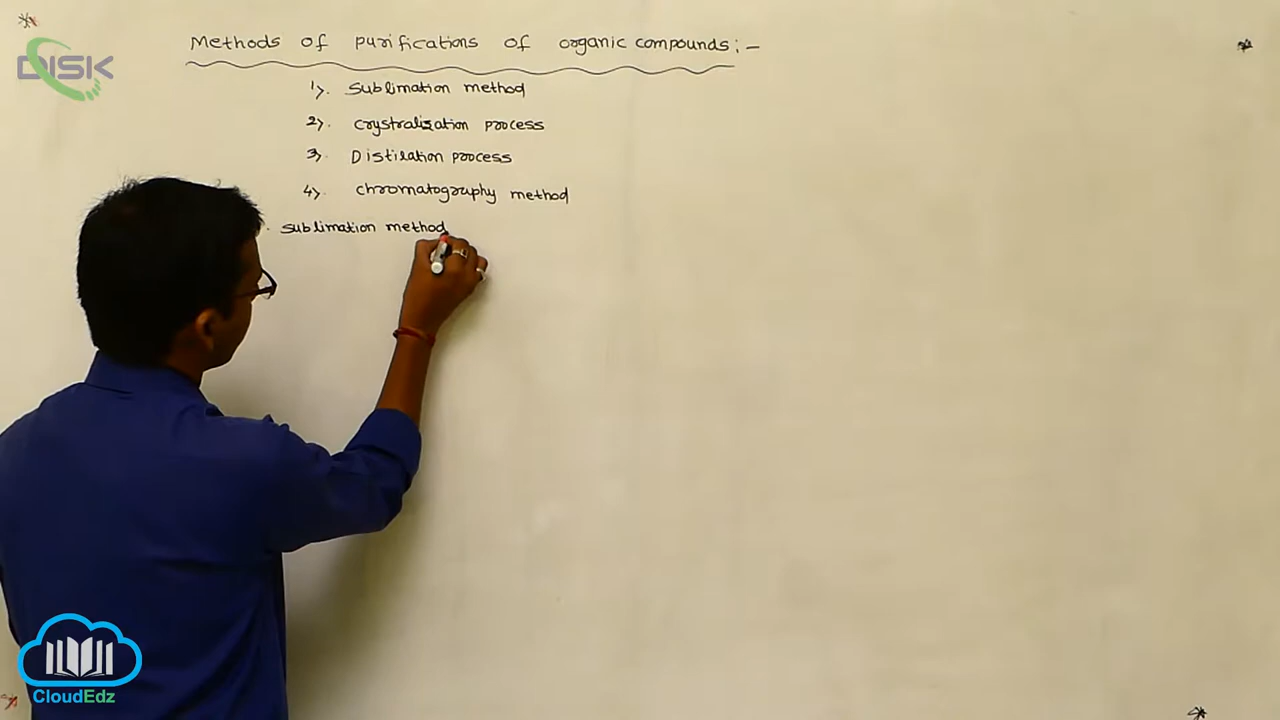 DISK
Methods of purifications of organic compounds:-
1). Sublimation method
2). Crystralization process
3). Distilation process
4). chromatography method
sublimation method
CloudEdz